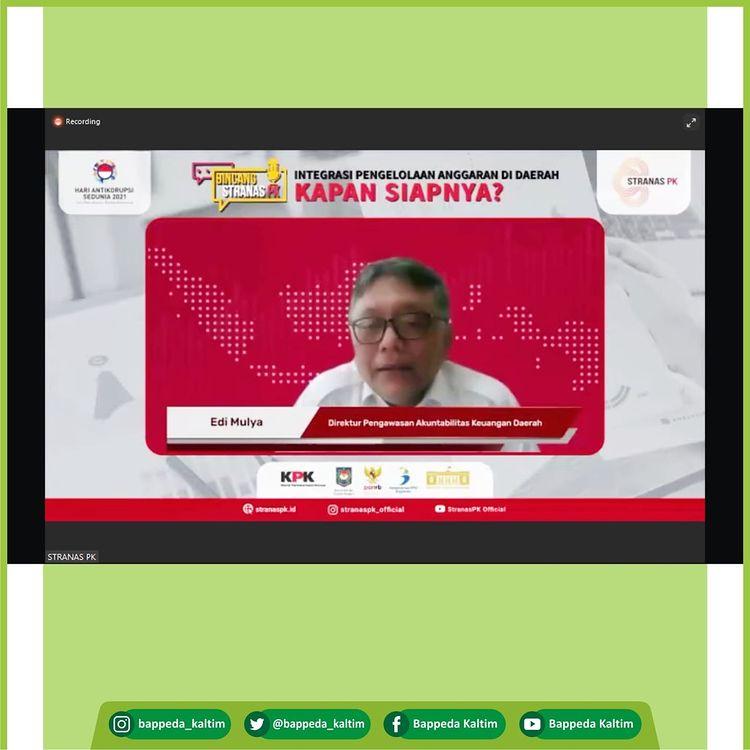 Recording
HARI ANTIKORUPSI
SEDUNIA 2021
BINCANG
STRANAS PK
INTEGRASI PENGELOLAAN ANGGARAN DI DAERAH
KAPAN SIAPNYA?
STRANAS PK
Edi Mulya
Direktur Pengawasan Akuntabilitas Keuangan Daerah
KPK
panrb
stranaspk.id
stranaspk_official
StranasPK Official
STRANAS PK
bappeda_kaltim
@bappeda_kaltim
Bappeda Kaltim
Bappeda Kaltim